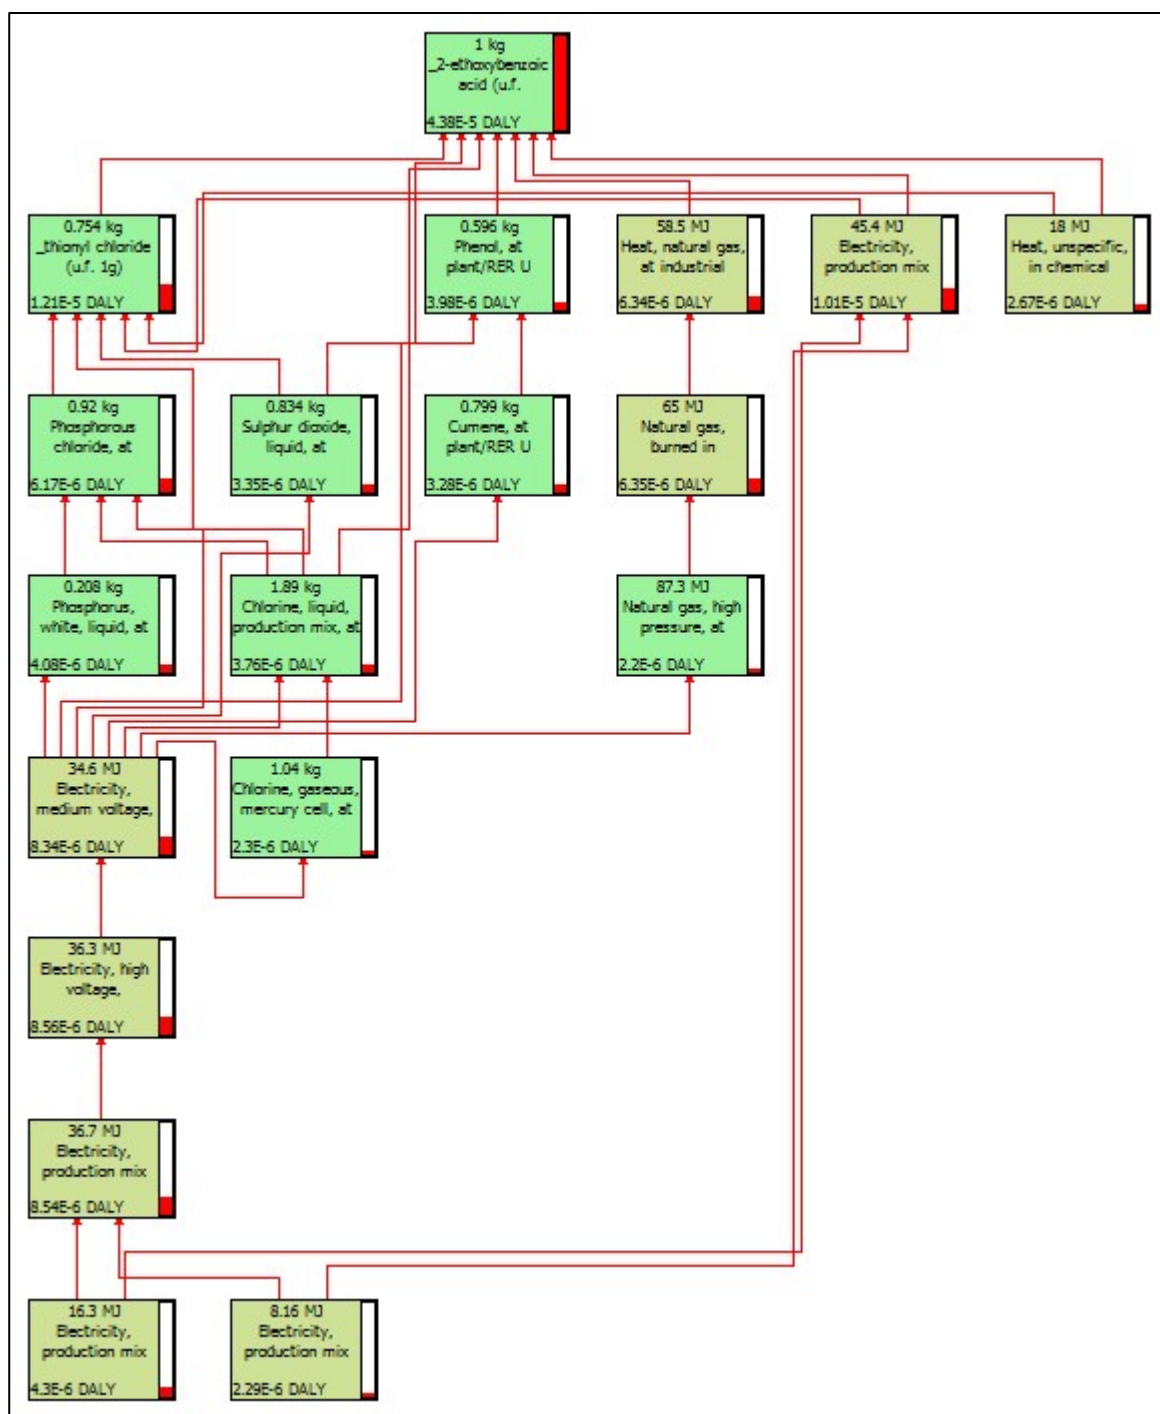 1 kg
_2-ethoxybenzoic
acid (u.f.
4.38E-5 DALY
0.754 kg
_thionyl chloride
(u.f. 1g)
1.21E-5 DALY
0.596 kg
Phenol, at
plant/RER U
3.98E-6 DALY
58.5 MJ
Heat, natural gas,
at industrial
6.34E-6 DALY
45.4 MJ
Electricity,
production mix
1.01E-5 DALY
18 MJ
Heat, unspecific,
in chemical
2.67E-6 DALY
0.92 kg
Phosphorous
chloride, at
6.17E-6 DALY
0.834 kg
Sulphur dioxide,
liquid, at
3.35E-6 DALY
0.799 kg
Cumene, at
plant/RER U
3.28E-6 DALY
65 MJ
Natural gas,
burned in
6.35E-6 DALY
0.208 kg
Phosphorus,
white, liquid, at
4.08E-6 DALY
1.89 kg
Chlorine, liquid,
production mix, at
3.76E-6 DALY
87.3 MJ
Natural gas, high
pressure, at
2.2E-6 DALY
34.6 MJ
Electricity,
medium voltage,
8.34E-6 DALY
1.04 kg
Chlorine, gaseous,
mercury cell, at
2.3E-6 DALY
36.3 MJ
Electricity, high
voltage,
8.56E-6 DALY
36.7 MJ
Electricity,
production mix
8.54E-6 DALY
16.3 MJ
Electricity,
production mix
4.3E-6 DALY
8.16 MJ
Electricity,
production mix
2.29E-6 DALY